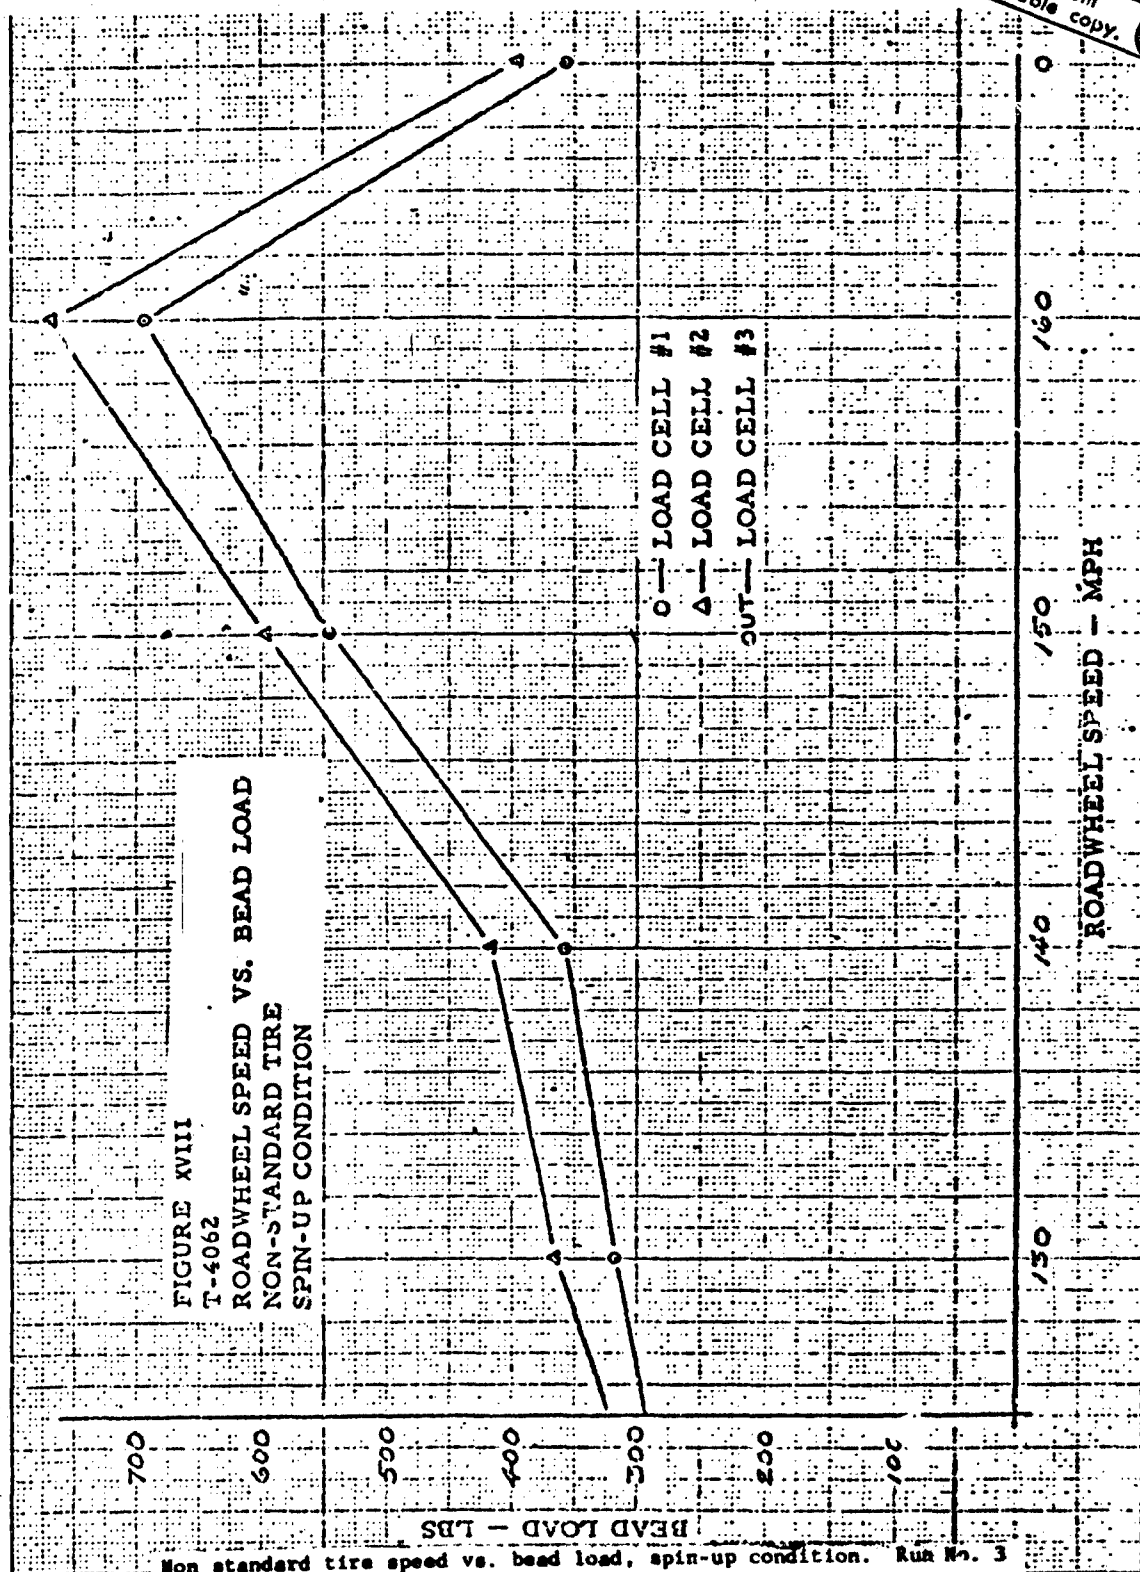 copy.
FIGURE XVIII
T-4062
ROADWHEEL SPEED VS. BEAD LOAD
NON-STANDARD TIRE
SPIN-UP CONDITION
O — LOAD CELL #1
Δ — LOAD CELL #2
OUT — LOAD CELL #3
700
600
500
400
300
200
100
BEAD LOAD — LBS
130
140
150
160
0
ROADWHEEL SPEED — MPH
Non standard tire speed vs. bead load, spin-up condition. Run No. 3